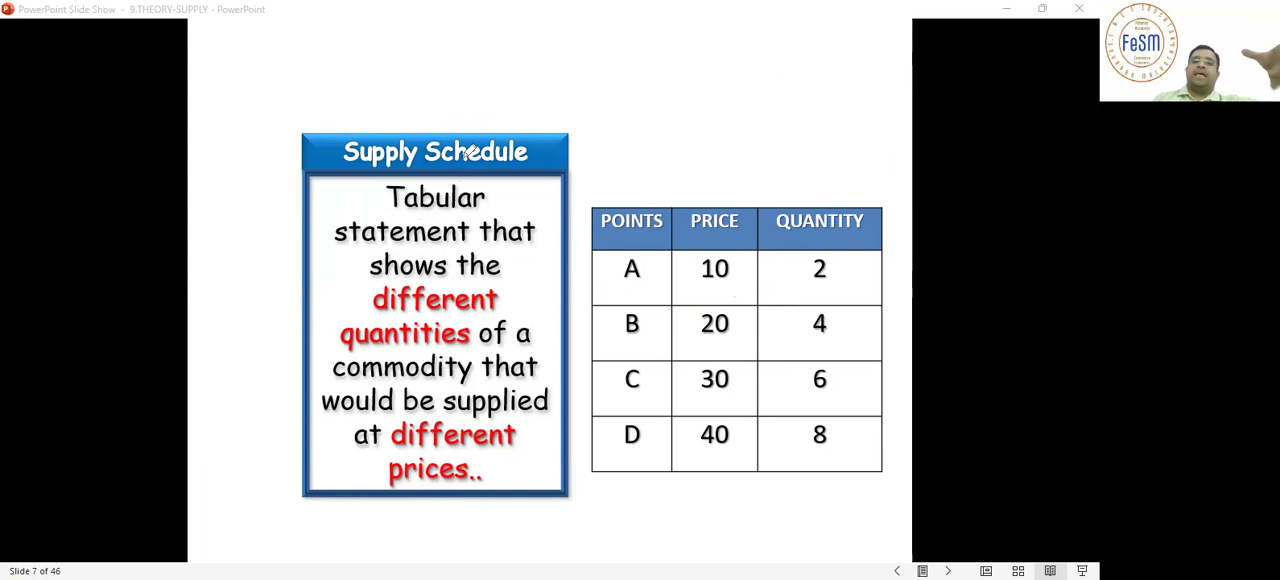 PowerPoint Slide Show - 9.THEORY-SUPPLY - PowerPoint
FeSM
Supply Schedule
Tabular
statement that
shows the
different
quantities of a
commodity that
would be supplied
at different
prices..
POINTS PRICE QUANTITY
A 10 2
B 20 4
C 30 6
D 40 8
Slide 7 of 46